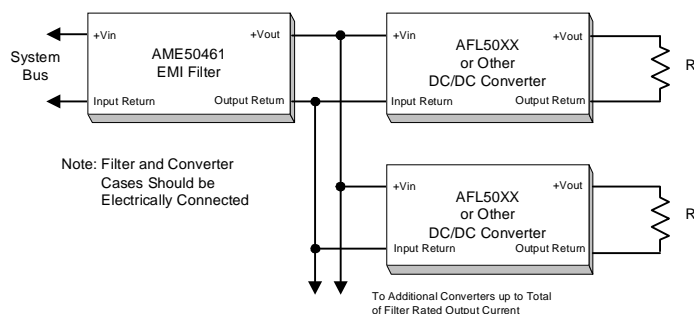 System
Bus
+Vin
AME50461
EMI Filter
+Vout
Input Return
Output Return
+Vin
AFL50XX
or Other
DC/DC Converter
+Vout
Input Return
Output Return
R
Note: Filter and Converter
Cases Should be
Electrically Connected
+Vin
AFL50XX
or Other
DC/DC Converter
+Vout
Input Return
Output Return
R
To Additional Converters up to Total
of Filter Rated Output Current